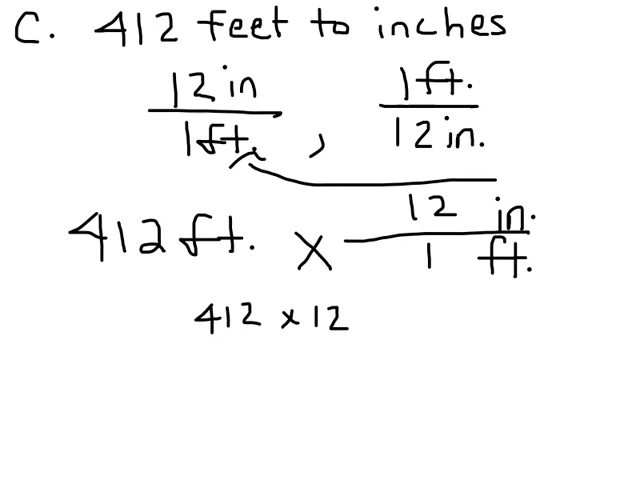 C. 412 feet to inches
12 in / 1 ft. , 1 ft. / 12 in.
412 ft. x 12 in. / 1 ft.
412 x 12